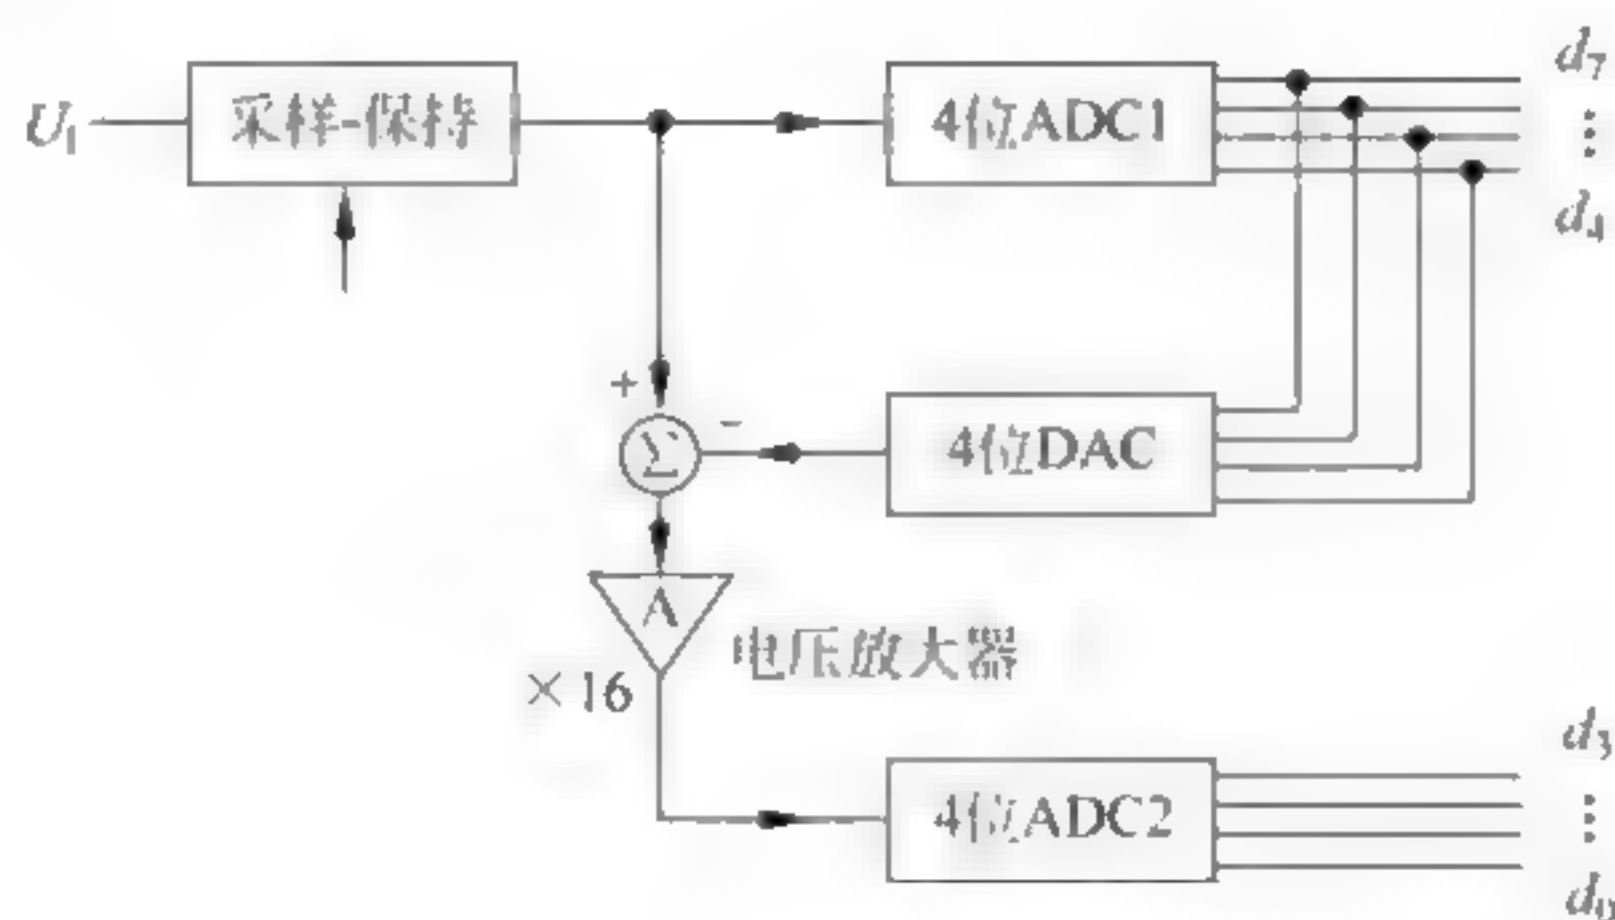 U₁
采样-保持
4位ADC1
d₇
⋮
d₄
+
-
Σ
4位DAC
A
×16
电压放大器
4位ADC2
d₃
⋮
d₀